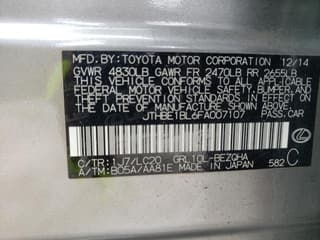 MFD. BY: TOYOTA MOTOR CORPORATION 12/14
GVWR 4830LB GAWR FR 2470LB RR 2655LB
THIS VEHICLE CONFORMS TO ALL APPLICABLE
FEDERAL MOTOR VEHICLE SAFETY, BUMPER, AND
THEFT PREVENTION STANDARDS IN EFFECT ON THE
DATE OF MANUFACTURE SHOWN ABOVE.
JTHBE1BL6FA007107 PASS.CAR
C/TR: 1J7/LC20 GRL10L-BEZQHA
A/TM: B05A/AA81E MADE IN JAPAN 582 C